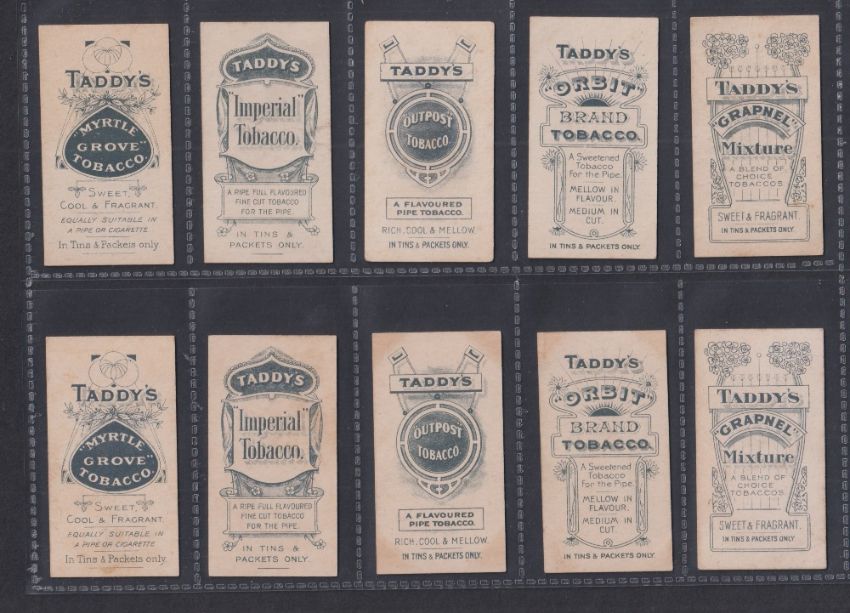 TADDY'S
"MYRTLE
GROVE"
TOBACCO.
SWEET,
COOL & FRAGRANT.
EQUALLY SUITABLE IN
A PIPE OR CIGARETTE
IN TINS & PACKETS ONLY
TADDY'S
"Imperial"
Tobacco.
A RIPE FULL FLAVOURED
FINE CUT TOBACCO
FOR THE PIPE
IN TINS &
PACKETS ONLY.
TADDY'S
OUTPOST
TOBACCO.
A FLAVOURED
PIPE TOBACCO.
RICH, COOL & MELLOW.
IN TINS & PACKETS ONLY.
TADDY'S
"ORBIT"
BRAND
TOBACCO.
A Sweetened
Tobacco
For the Pipe.
MELLOW IN
FLAVOUR.
MEDIUM IN
CUT.
IN TINS & PACKETS ONLY.
TADDY'S
"GRAPNEL"
Mixture
A BLEND OF
CHOICE
TOBACCOS
SWEET & FRAGRANT.
IN TINS & PACKETS ONLY.
TADDY'S
"MYRTLE
GROVE"
TOBACCO.
SWEET,
COOL & FRAGRANT.
EQUALLY SUITABLE IN
A PIPE OR CIGARETTE
IN TINS & PACKETS ONLY
TADDY'S
"Imperial"
Tobacco.
A RIPE FULL FLAVOURED
FINE CUT TOBACCO
FOR THE PIPE.
IN TINS &
PACKETS ONLY.
TADDY'S
OUTPOST
TOBACCO.
A FLAVOURED
PIPE TOBACCO.
RICH, COOL & MELLOW.
IN TINS & PACKETS ONLY.
TADDY'S
"ORBIT"
BRAND
TOBACCO.
A Sweetened
Tobacco
For the Pipe.
MELLOW IN
FLAVOUR.
MEDIUM IN
CUT.
IN TINS & PACKETS ONLY.
TADDY'S
"GRAPNEL"
Mixture
A BLEND OF
CHOICE
TOBACCOS
SWEET & FRAGRANT.
IN TINS & PACKETS ONLY.